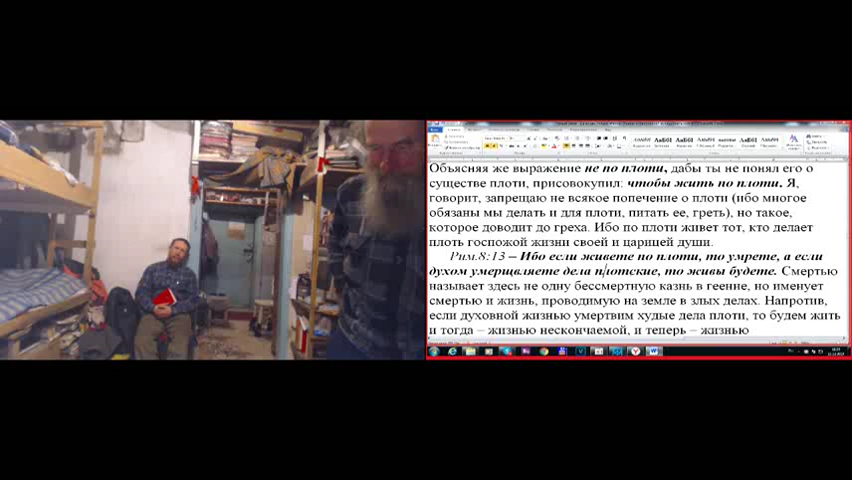 Объясняя же выражение не по плоти, дабы ты не понял его о
существе плоти, присовокупил: чтобы жить по плоти. Я,
говорит, запрещаю не всякое попечение о плоти (ибо многое
обязаны мы делать и для плоти, питать ее, греть), но такое,
которое доводит до греха. Ибо по плоти живет тот, кто делает
плоть госпожой жизни своей и царицей души.
Рим.8:13 – Ибо если живете по плоти, то умрете, а если
духом умерщвляете дела плотские, то живы будете. Смертью
называет здесь не одну бессмертную казнь в геенне, но именует
смертью и жизнь, проводимую на земле в злых делах. Напротив,
если духовной жизнью умертвим худые дела плоти, то будем жить
и тогда – жизнью нескончаемой, и теперь – жизнью